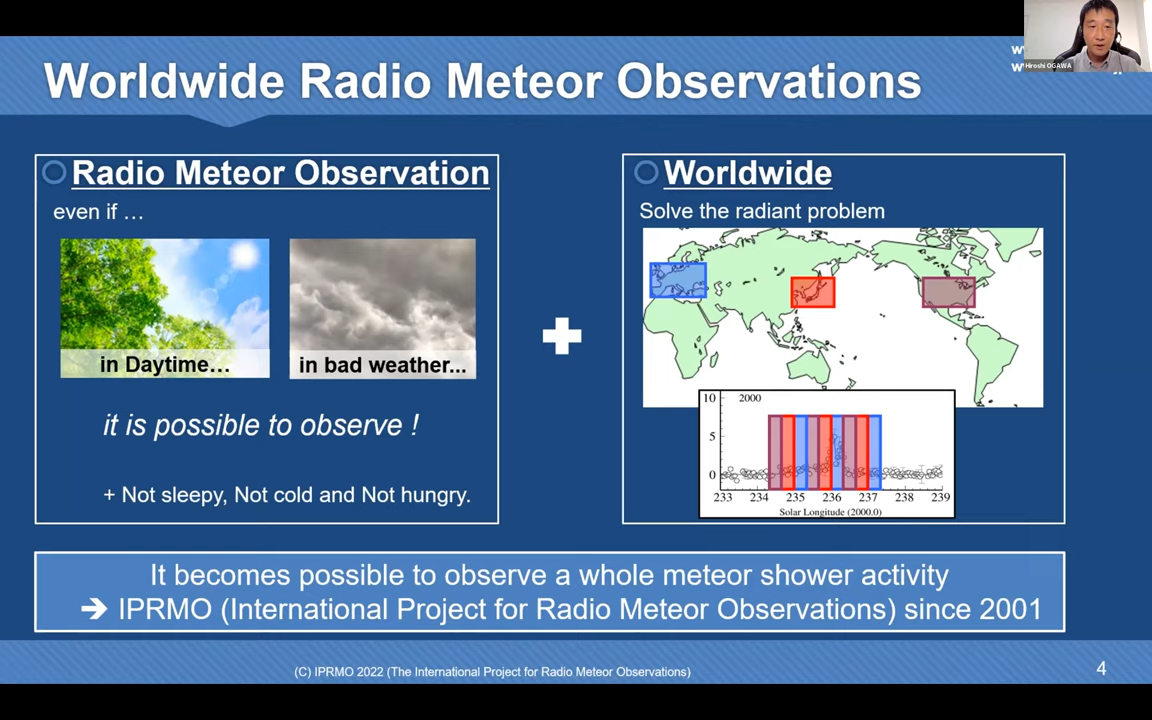 Worldwide Radio Meteor Observations
Hiroshi OGAWA
Radio Meteor Observation
even if …
in Daytime…
in bad weather...
it is possible to observe !
+ Not sleepy, Not cold and Not hungry.
Worldwide
Solve the radiant problem
10
2000
5
0
233 234 235 236 237 238 239
Solar Longitude (2000.0)
It becomes possible to observe a whole meteor shower activity
➔ IPRMO (International Project for Radio Meteor Observations) since 2001
(C) IPRMO 2022 (The International Project for Radio Meteor Observations)
4